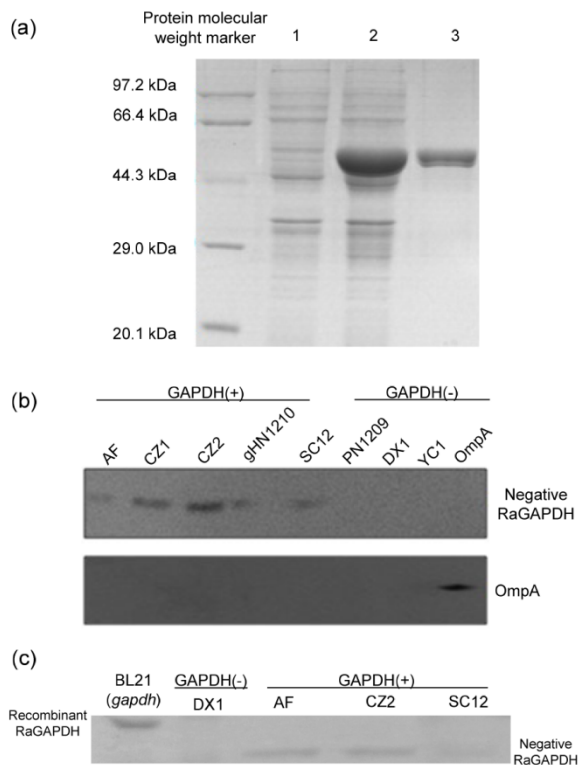 (a)
Protein molecular
weight marker
1 2 3
97.2 kDa
66.4 kDa
44.3 kDa
29.0 kDa
20.1 kDa
(b)
GAPDH(+) GAPDH(-)
AF CZ1 CZ2 gHN1210 SC12 PN1209 DX1 YC1 OmpA
Negative
RaGAPDH
OmpA
(c)
BL21
(gapdh)
GAPDH(-)
DX1
GAPDH(+)
AF CZ2 SC12
Recombinant
RaGAPDH
Negative
RaGAPDH